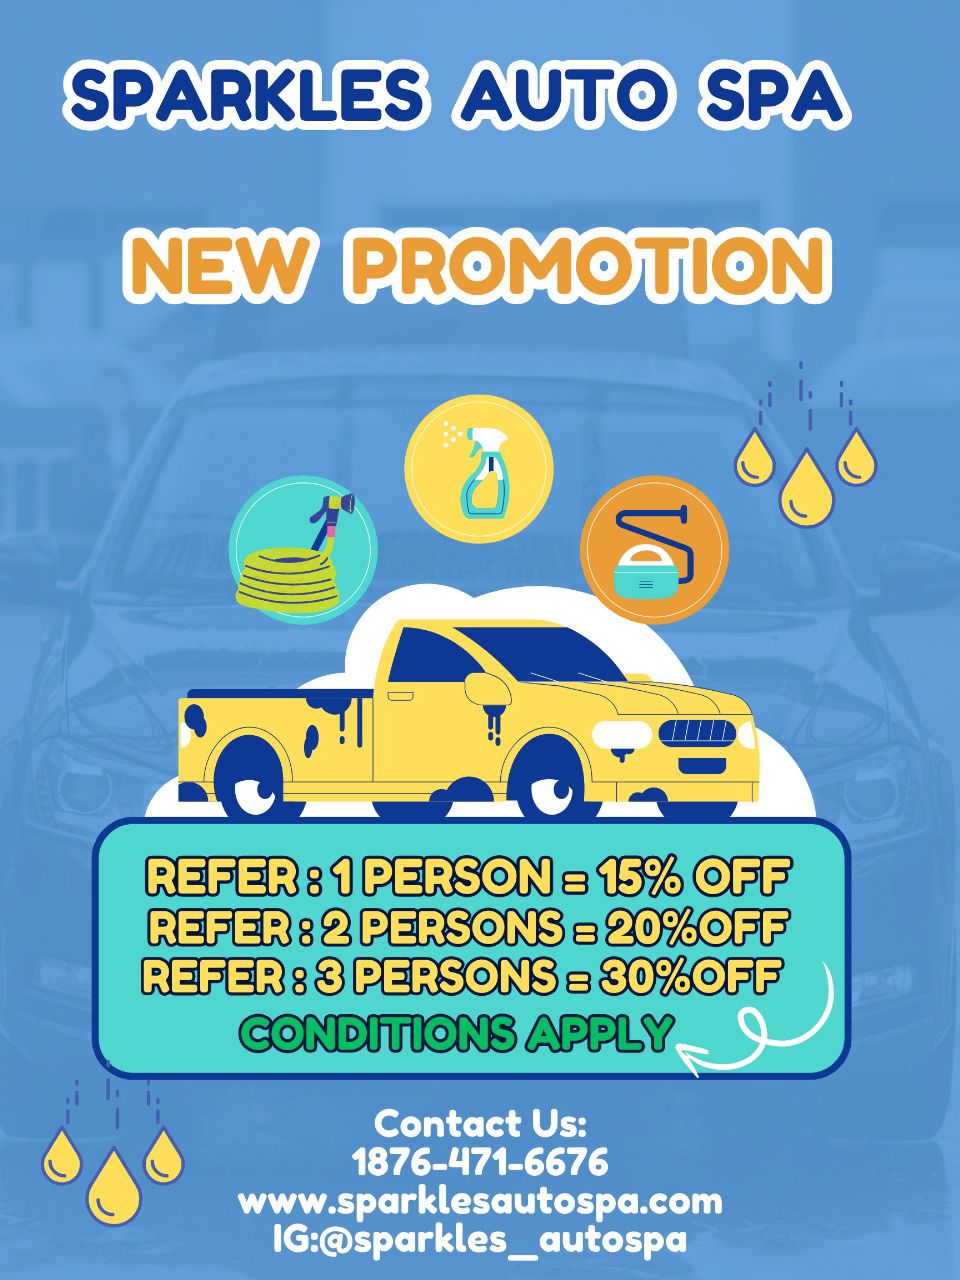 SPARKLES AUTO SPA
NEW PROMOTION
REFER : 1 PERSON = 15% OFF
REFER : 2 PERSONS = 20%OFF
REFER : 3 PERSONS = 30%OFF
CONDITIONS APPLY
Contact Us:
1876-471-6676
www.sparklesautospa.com
IG:@sparkles__autospa